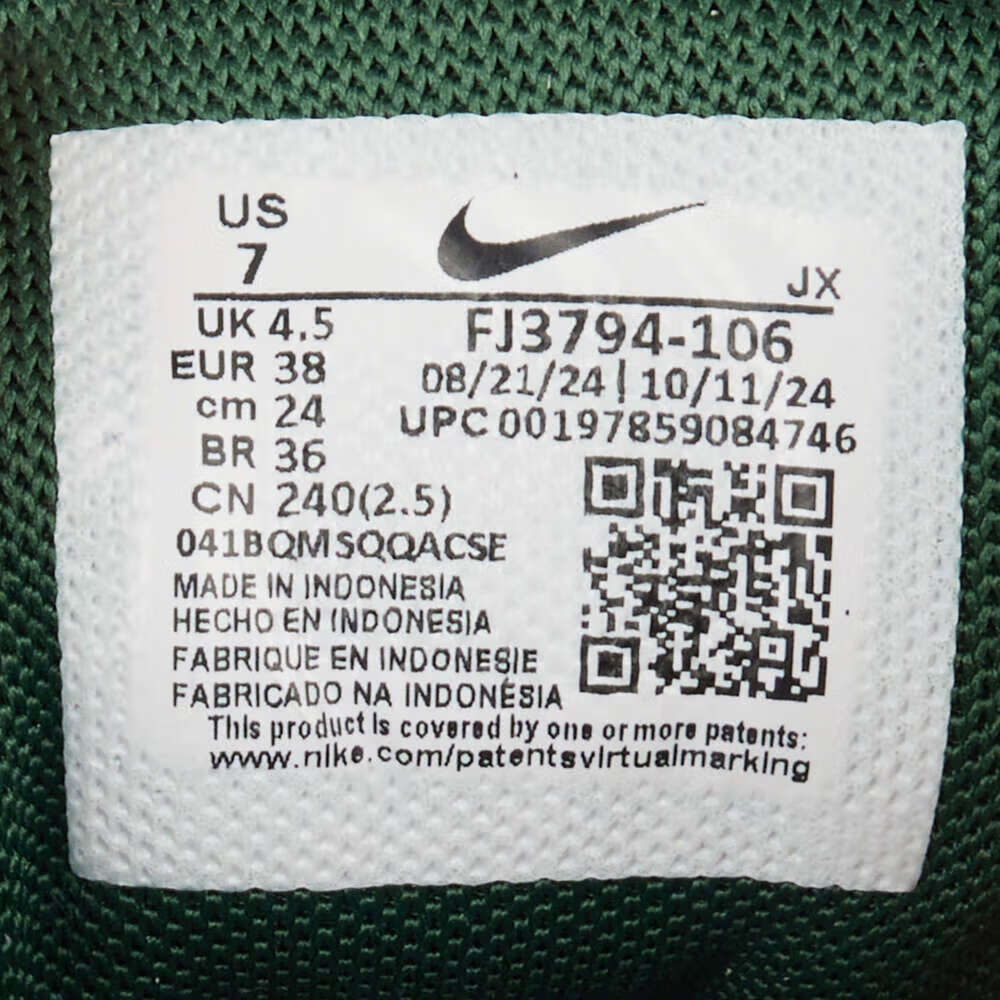 US
7
JX
UK 4.5
FJ3794-106
EUR 38
08/21/24 | 10/11/24
cm 24
UPC 00197859084746
BR 36
CN 240(2.5)
041BQMSQQACSE
MADE IN INDONESIA
HECHO EN INDONESIA
FABRIQUE EN INDONESIE
FABRICADO NA INDONÉSIA
This product is covered by one or more patents:
www.nike.com/patentsvirtualmarking